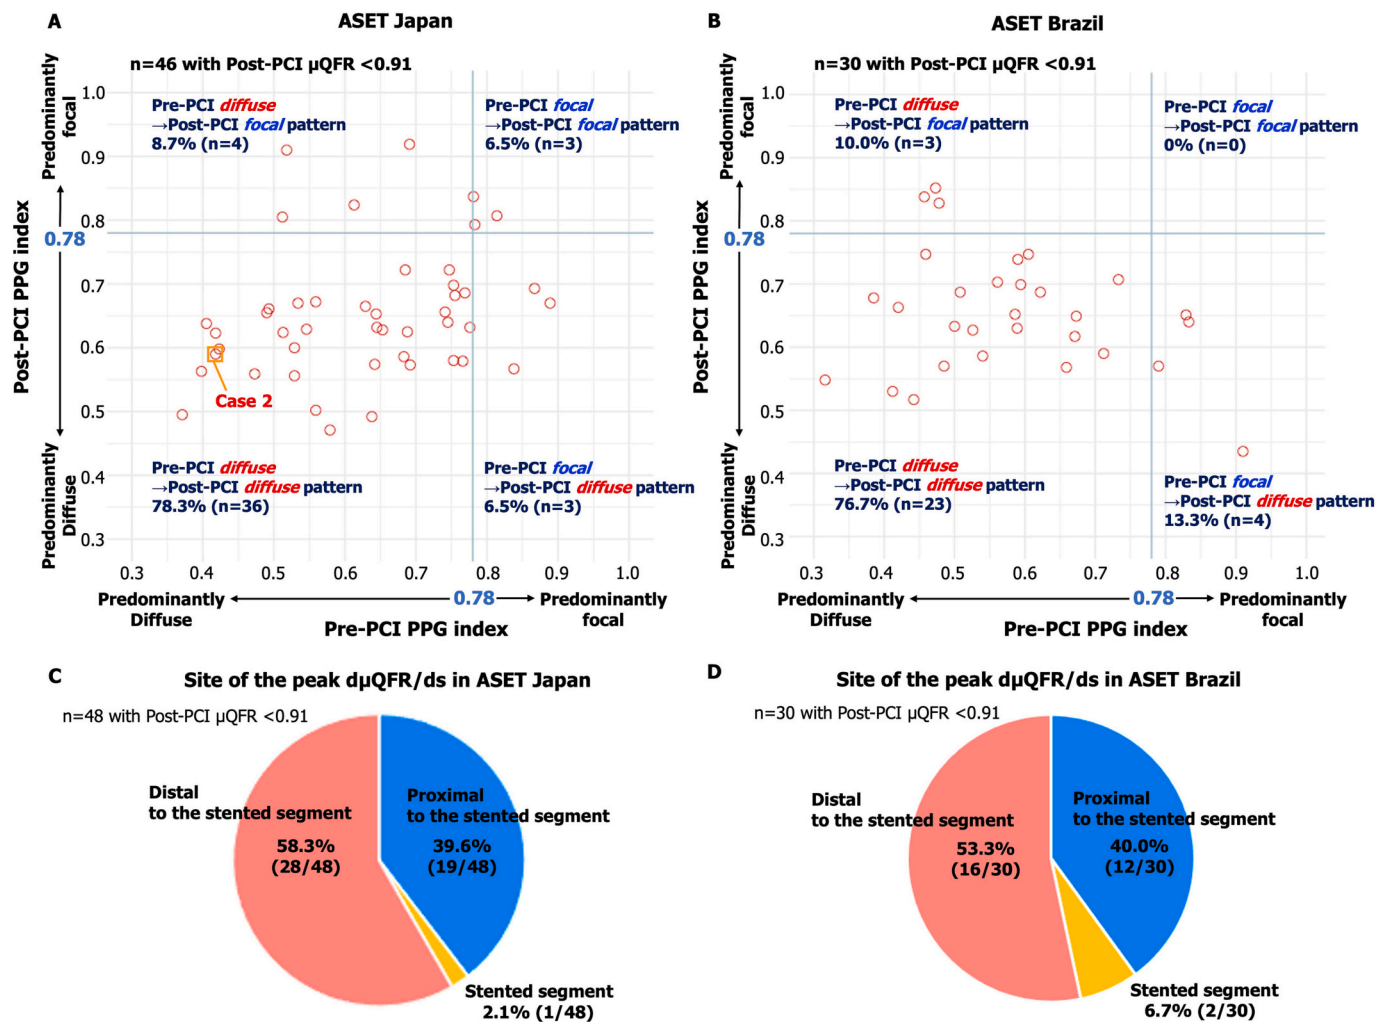 A
ASET Japan
n=46 with Post-PCI µQFR <0.91
Predominantly
focal
Post-PCI PPG index
0.78
Predominantly
Diffuse
1.0
0.9
0.8
0.7
0.6
0.5
0.4
0.3
Pre-PCI diffuse
→Post-PCI focal pattern
8.7% (n=4)
Pre-PCI focal
→Post-PCI focal pattern
6.5% (n=3)
Case 2
Pre-PCI diffuse
→Post-PCI diffuse pattern
78.3% (n=36)
Pre-PCI focal
→Post-PCI diffuse pattern
6.5% (n=3)
0.3 0.4 0.5 0.6 0.7 0.8 0.9 1.0
Predominantly
Diffuse
0.78
Predominantly
focal
Pre-PCI PPG index
B
ASET Brazil
n=30 with Post-PCI µQFR <0.91
Predominantly
focal
Post-PCI PPG index
0.78
Predominantly
Diffuse
1.0
0.9
0.8
0.7
0.6
0.5
0.4
0.3
Pre-PCI diffuse
→Post-PCI focal pattern
10.0% (n=3)
Pre-PCI focal
→Post-PCI focal pattern
0% (n=0)
Pre-PCI diffuse
→Post-PCI diffuse pattern
76.7% (n=23)
Pre-PCI focal
→Post-PCI diffuse pattern
13.3% (n=4)
0.3 0.4 0.5 0.6 0.7 0.8 0.9 1.0
Predominantly
Diffuse
0.78
Predominantly
focal
Pre-PCI PPG index
C
Site of the peak dµQFR/ds in ASET Japan
n=48 with Post-PCI µQFR <0.91
Distal
to the stented segment
58.3%
(28/48)
Proximal
to the stented segment
39.6%
(19/48)
Stented segment
2.1% (1/48)
D
Site of the peak dµQFR/ds in ASET Brazil
n=30 with Post-PCI µQFR <0.91
Distal
to the stented segment
53.3%
(16/30)
Proximal
to the stented segment
40.0%
(12/30)
Stented segment
6.7% (2/30)